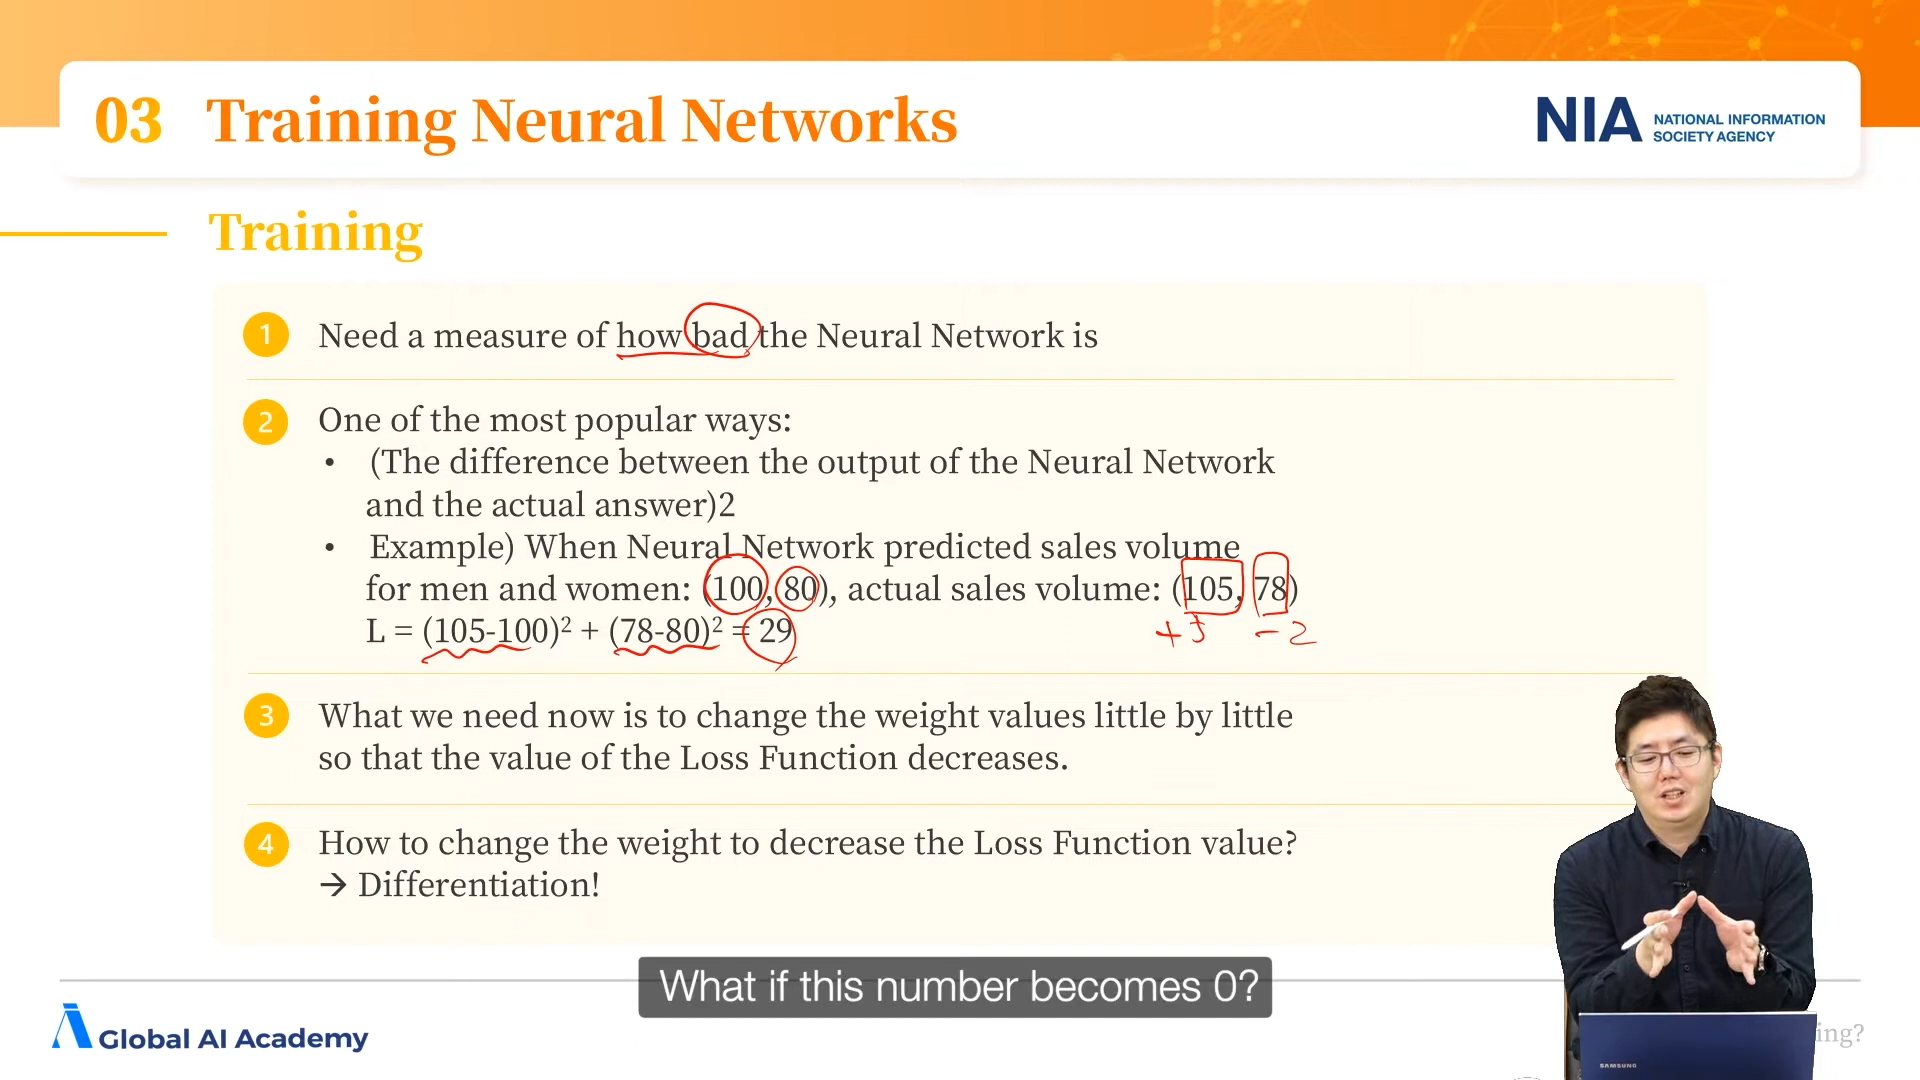 03 Training Neural Networks
NIA NATIONAL INFORMATION
SOCIETY AGENCY
Training
1 Need a measure of how bad the Neural Network is
2 One of the most popular ways:
• (The difference between the output of the Neural Network
and the actual answer)2
• Example) When Neural Network predicted sales volume
for men and women: (100, 80), actual sales volume: (105, 78)
+5 -2
L = (105-100)² + (78-80)² = 29
3 What we need now is to change the weight values little by little
so that the value of the Loss Function decreases.
4 How to change the weight to decrease the Loss Function value?
→ Differentiation!
What if this number becomes 0?
Global AI Academy
ing?
SAMSUNG